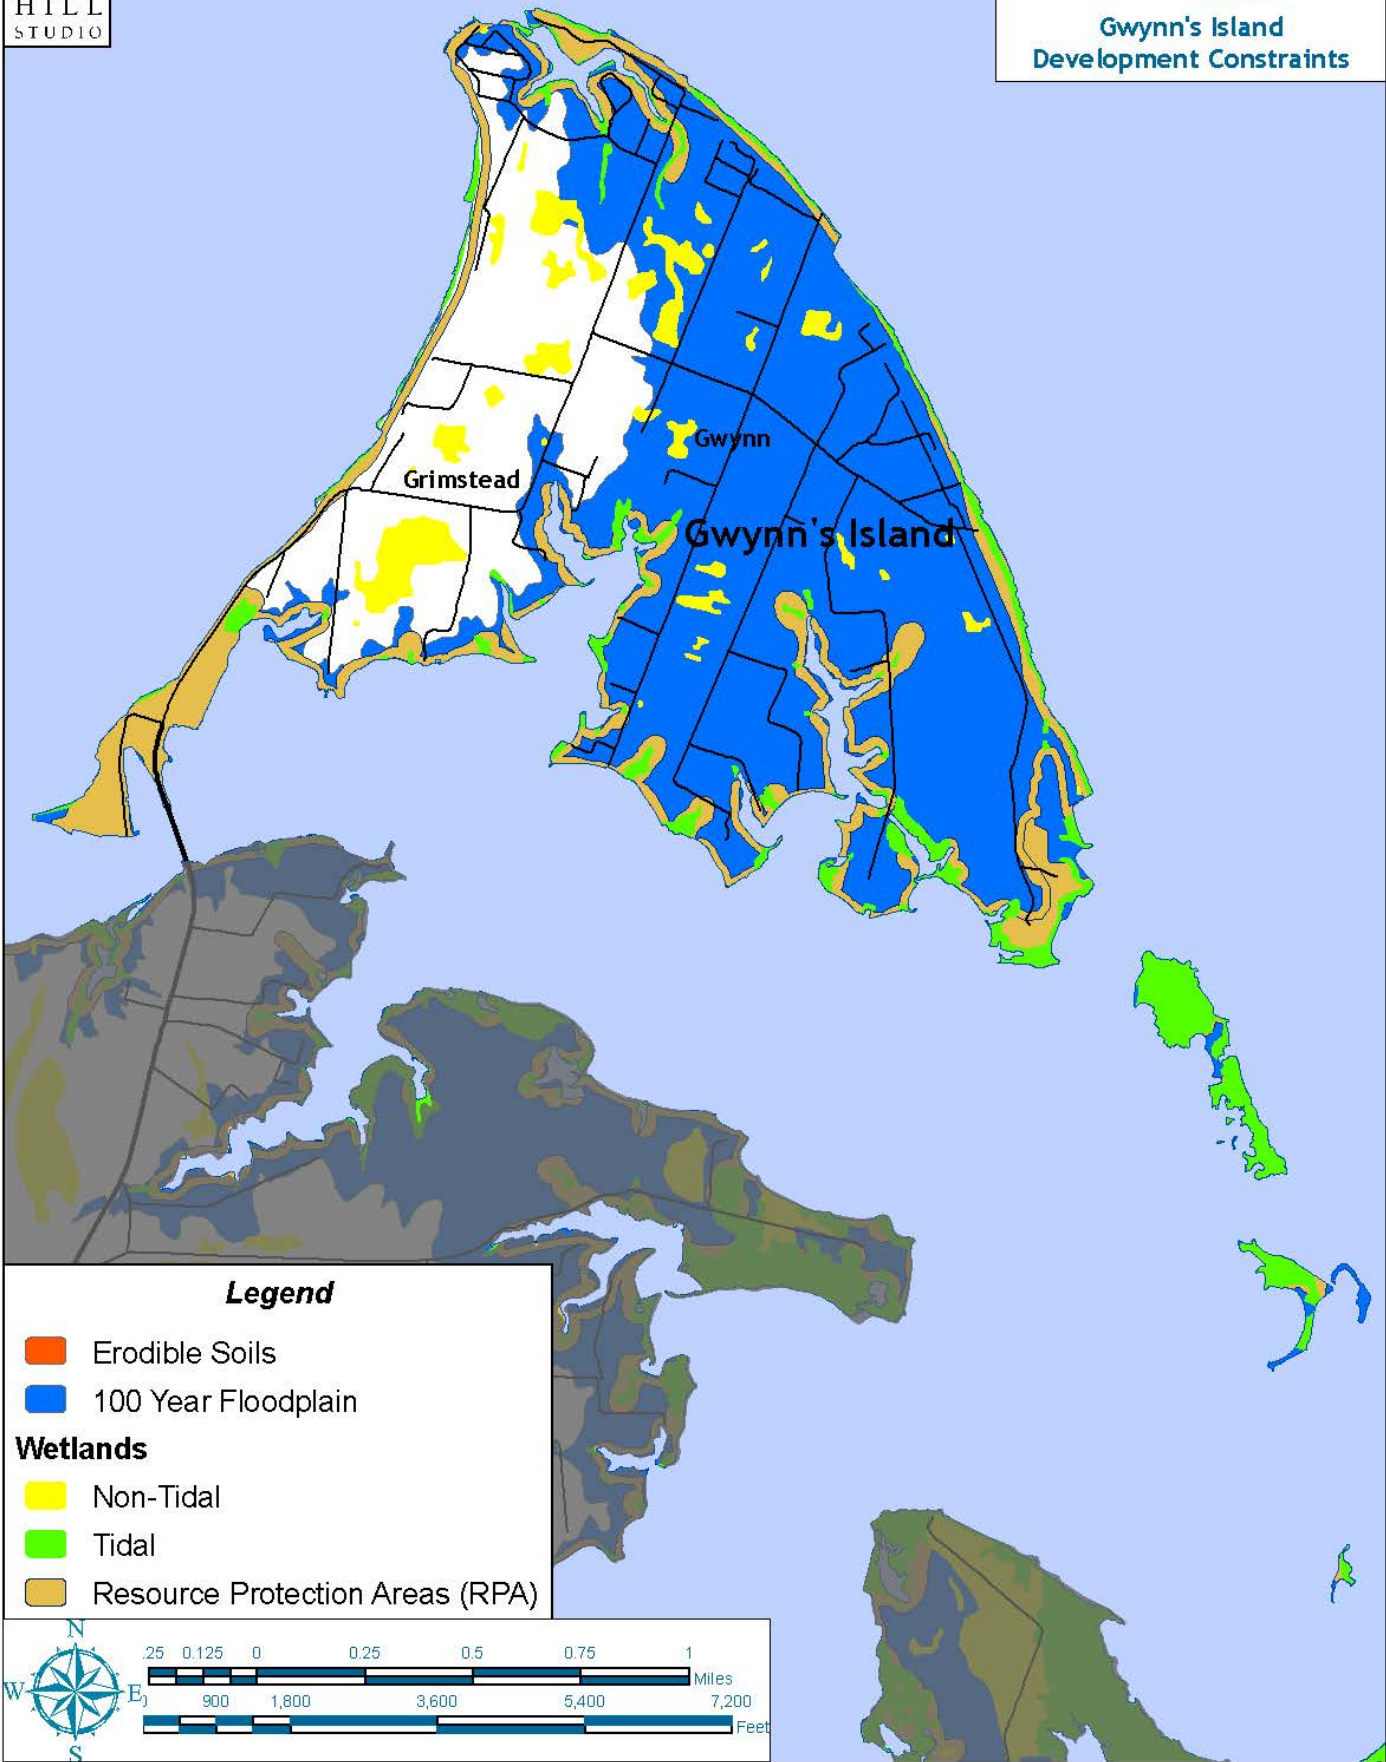 HILL
STUDIO
Gwynn's Island
Development Constraints
Gwynn
Grimstead
Gwynn's Island
Legend
Erodible Soils
100 Year Floodplain
Wetlands
Non-Tidal
Tidal
Resource Protection Areas (RPA)
N
W
E
S
.25 0.125 0 0.25 0.5 0.75 1
Miles
900 1,800 3,600 5,400 7,200
Feet